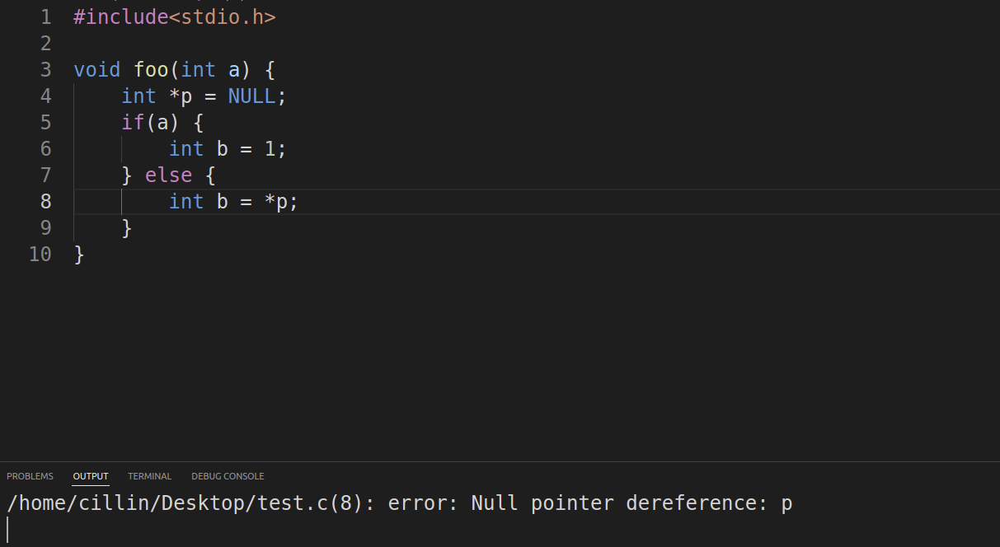 1 #include<stdio.h>
2
3 void foo(int a) {
4     int *p = NULL;
5     if(a) {
6         int b = 1;
7     } else {
8         int b = *p;
9     }
10 }
PROBLEMS OUTPUT TERMINAL DEBUG CONSOLE
/home/cillin/Desktop/test.c(8): error: Null pointer dereference: p